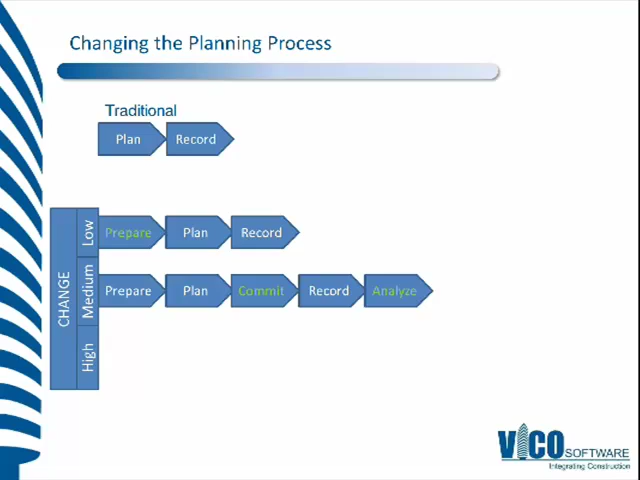 Changing the Planning Process
Traditional
Plan Record
CHANGE
Low
Prepare Plan Record
Medium
Prepare Plan Commit Record Analyze
High
VICO SOFTWARE
Integrating Construction